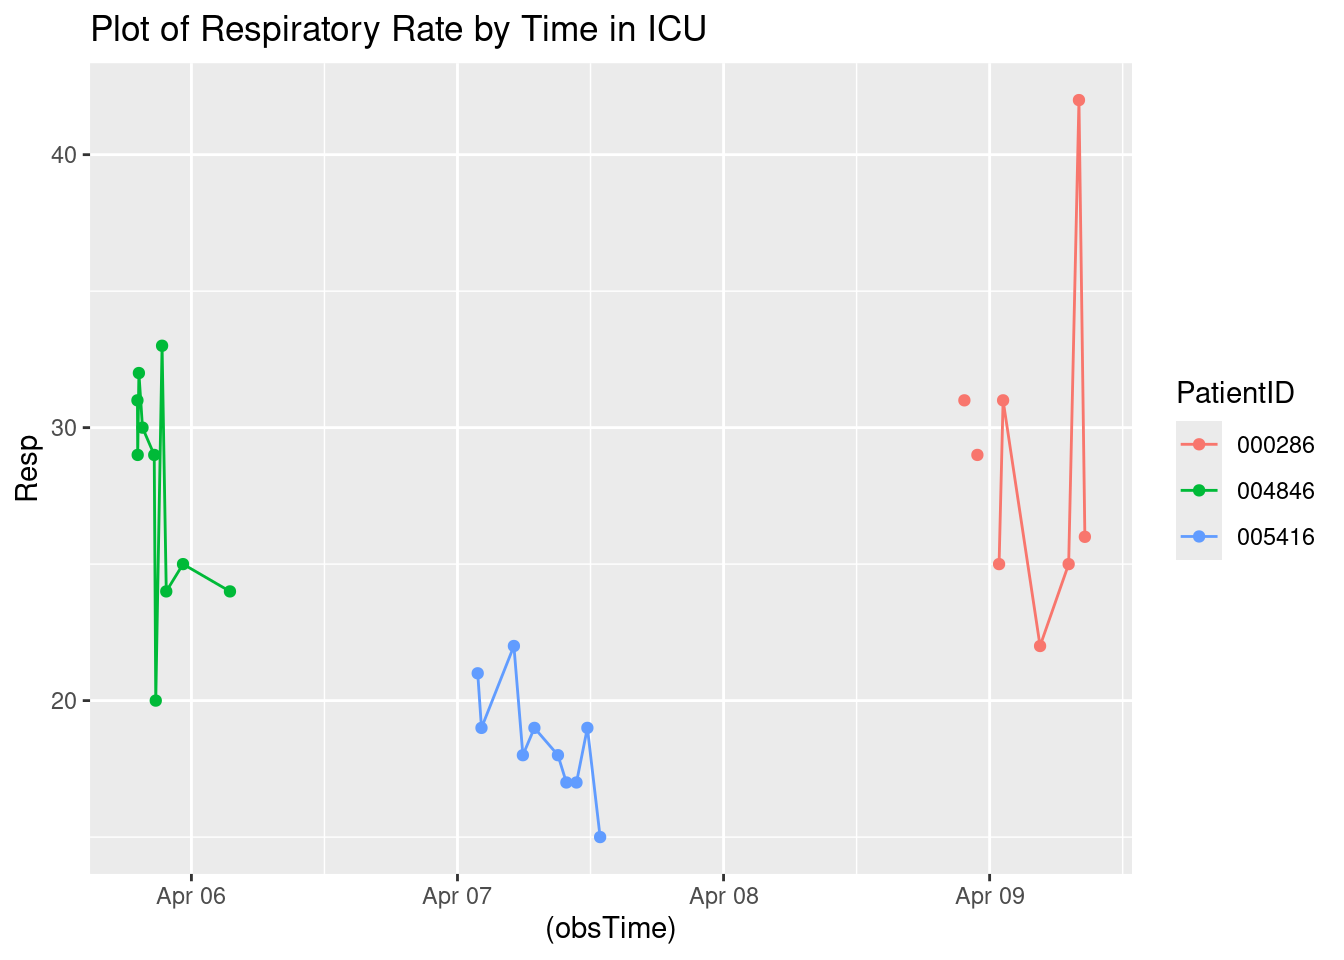 Plot of Respiratory Rate by Time in ICU
40
30
20
Resp
Apr 06
Apr 07
Apr 08
Apr 09
(obsTime)
PatientID
000286
004846
005416